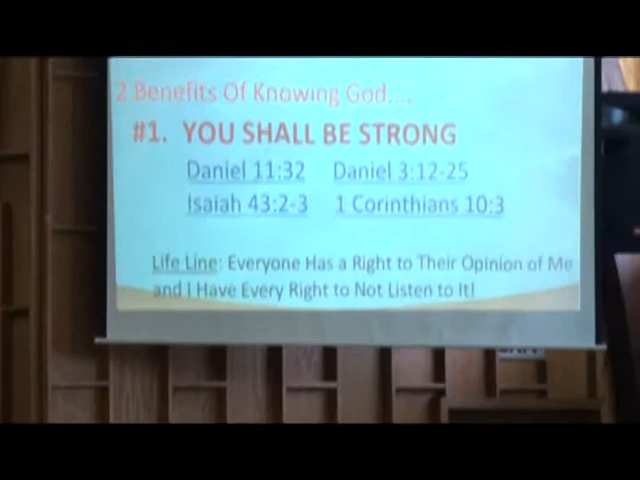 2 Benefits Of Knowing God....
#1. YOU SHALL BE STRONG
Daniel 11:32 Daniel 3:12-25
Isaiah 43:2-3 1 Corinthians 10:3
Life Line: Everyone Has a Right to Their Opinion of Me
and I Have Every Right to Not Listen to It!